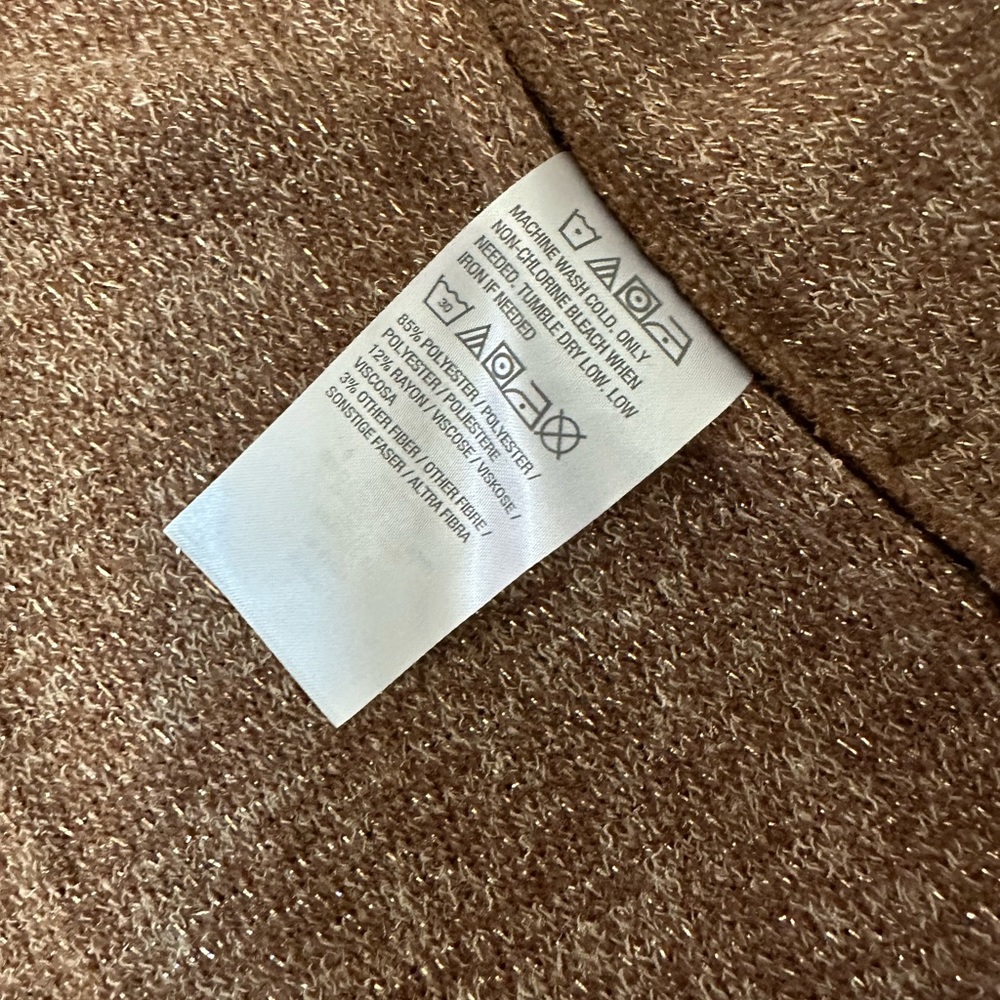 MACHINE WASH COLD. ONLY
NON-CHLORINE BLEACH WHEN
NEEDED. TUMBLE DRY LOW. LOW
IRON IF NEEDED
30
85% POLYESTER / POLYESTER /
POLYESTER / POLIESTERE
12% RAYON / VISCOSE / VISKOSE /
VISCOSA
3% OTHER FIBER / OTHER FIBRE /
SONSTIGE FASER / ALTRA FIBRA